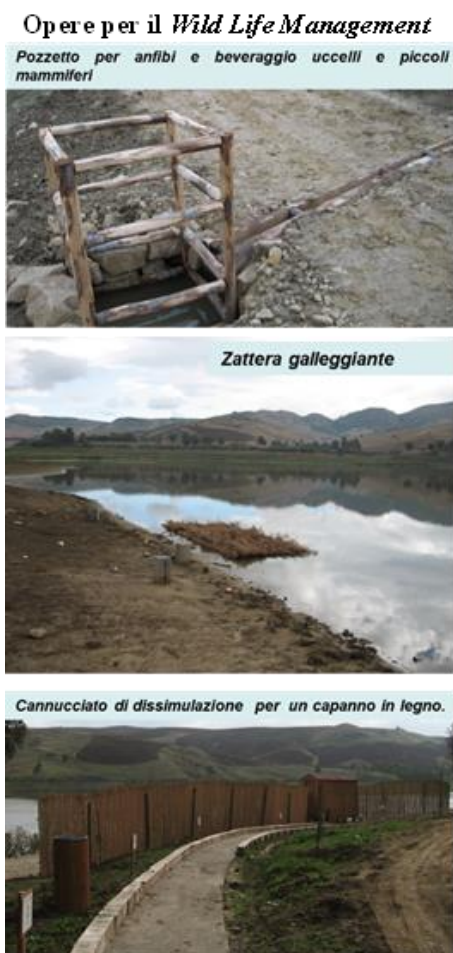 Opere per il Wild Life Management
Pozzetto per anfibi e beveraggio uccelli e piccoli
mammiferi
Zattera galleggiante
Cannucciato di dissimulazione per un capanno in legno.